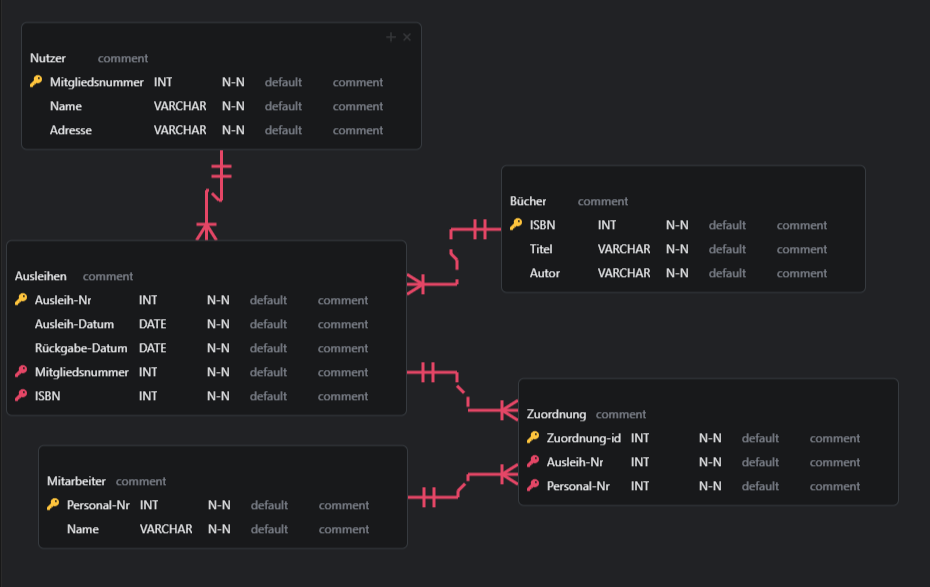 Nutzer comment
Mitgliedsnummer INT N-N default comment
Name VARCHAR N-N default comment
Adresse VARCHAR N-N default comment
Bücher comment
ISBN INT N-N default comment
Titel VARCHAR N-N default comment
Autor VARCHAR N-N default comment
Ausleihen comment
Ausleih-Nr INT N-N default comment
Ausleih-Datum DATE N-N default comment
Rückgabe-Datum DATE N-N default comment
Mitgliedsnummer INT N-N default comment
ISBN INT N-N default comment
Zuordnung comment
Zuordnung-id INT N-N default comment
Ausleih-Nr INT N-N default comment
Personal-Nr INT N-N default comment
Mitarbeiter comment
Personal-Nr INT N-N default comment
Name VARCHAR N-N default comment